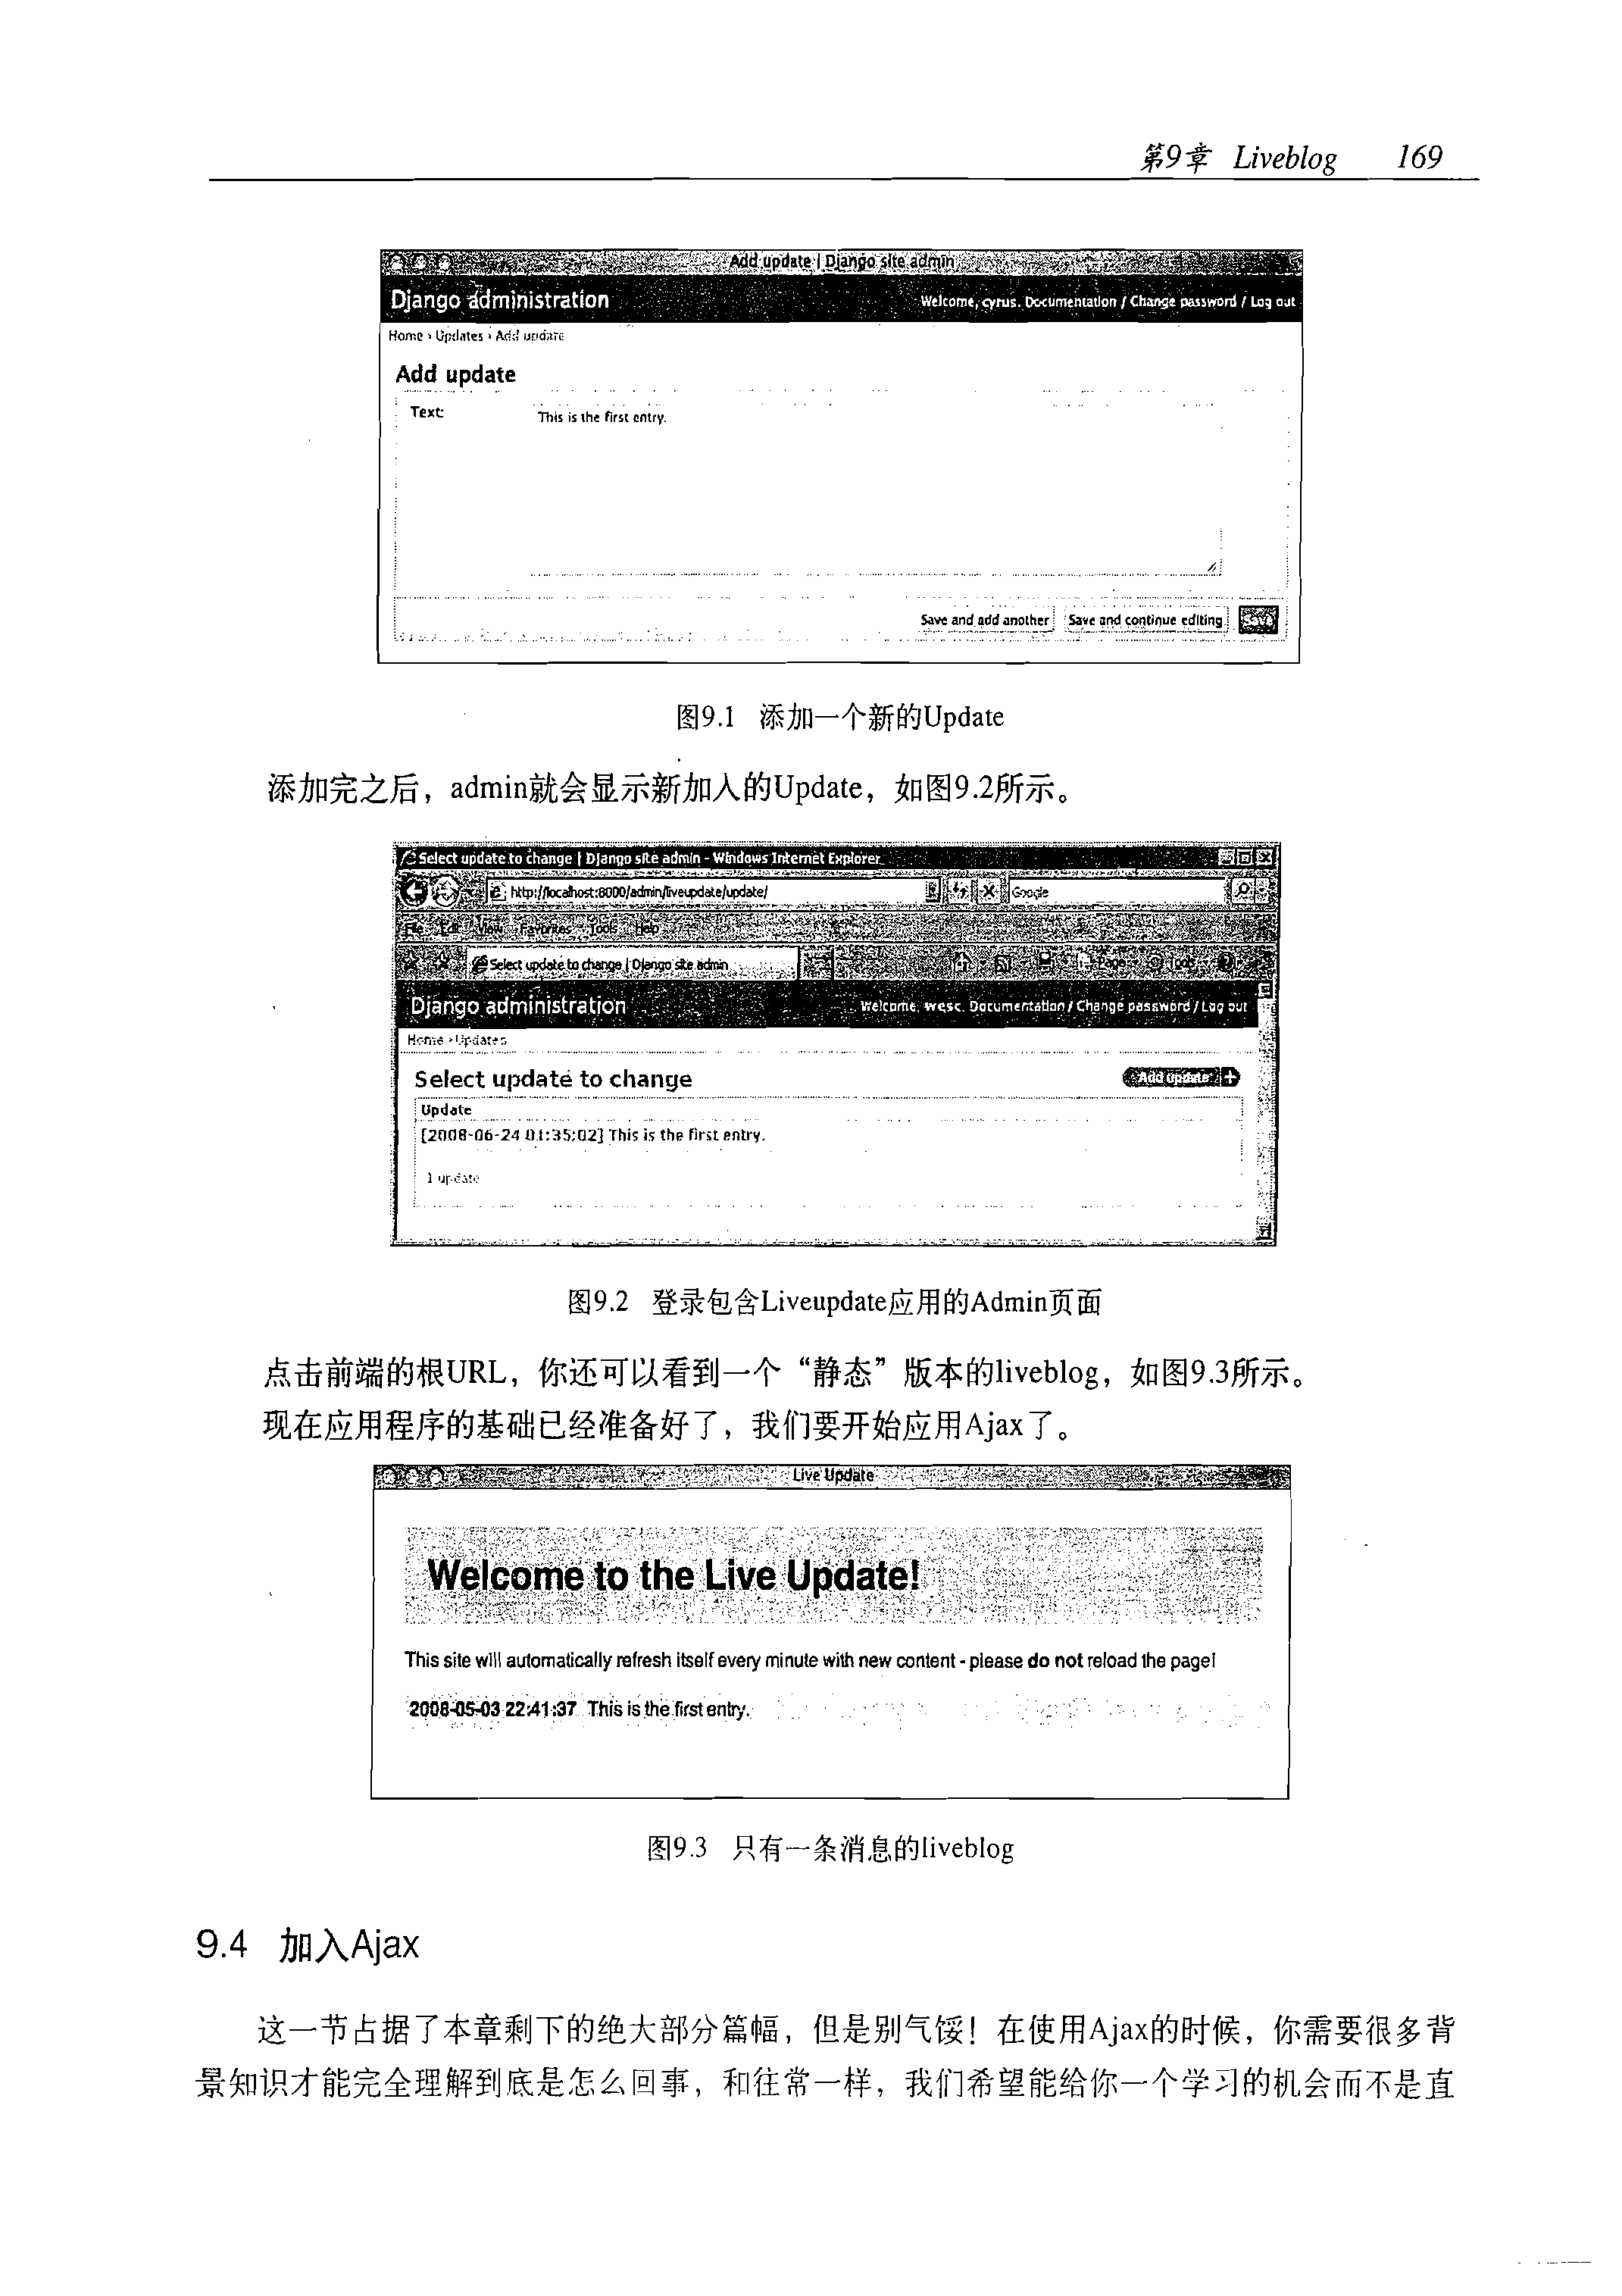 第9章 Liveblog 169
Add update | Django site admin
Django administration
Welcome, cyrus. Documentation / Change password / Log out
Home › Updates › Add update
Add update
Text:
This is the first entry.
Save and add another
Save and continue editing
图9.1 添加一个新的Update
添加完之后，admin就会显示新加入的Update，如图9.2所示。
Select update to change | Django site admin - Windows Internet Explorer
http://localhost:8000/admin/liveupdate/update/
Google
File Edit View Favorites Tools Help
Select update to change | Django site admin
Page Tools
Django administration
Welcome, wesc. Documentation / Change password / Log out
Home › Updates
Select update to change
Add update
Update
[2008-06-24 01:35:02] This is the first entry.
1 update
图9.2 登录包含Liveupdate应用的Admin页面
点击前端的根URL，你还可以看到一个“静态”版本的liveblog，如图9.3所示。
现在应用程序的基础已经准备好了，我们要开始应用Ajax了。
Live Update
Welcome to the Live Update!
This site will automatically refresh itself every minute with new content - please do not reload the page!
2008-05-03 22:41:37 This is the first entry.
图9.3 只有一条消息的liveblog
9.4 加入Ajax
这一节占据了本章剩下的绝大部分篇幅，但是别气馁！在使用Ajax的时候，你需要很多背
景知识才能完全理解到底是怎么回事，和往常一样，我们希望能给你一个学习的机会而不是直